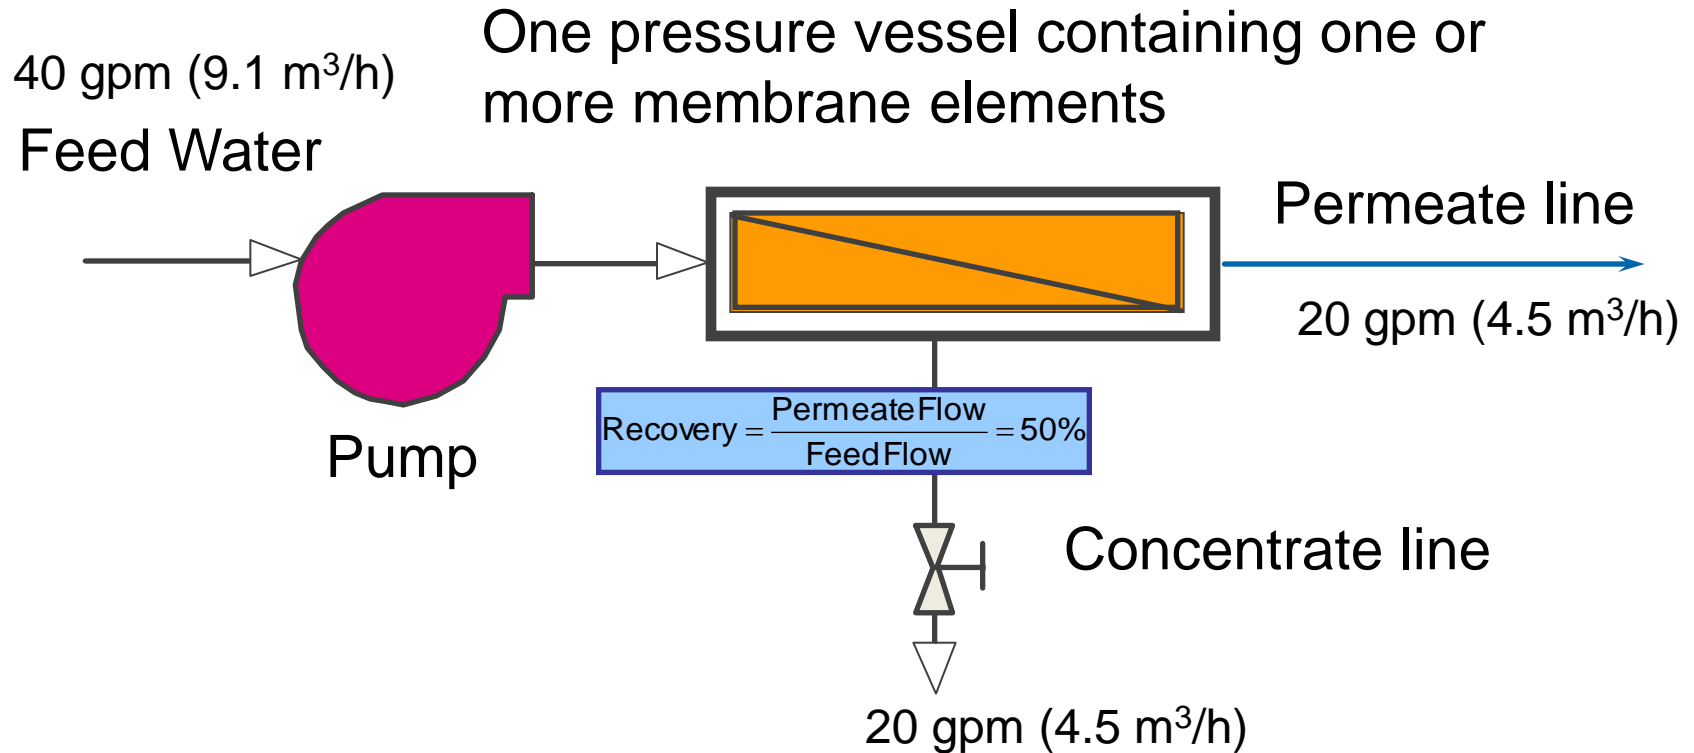 One pressure vessel containing one or
more membrane elements
40 gpm (9.1 m³/h)
Feed Water
Permeate line
20 gpm (4.5 m³/h)
Recovery = PermeateFlow / FeedFlow = 50%
Pump
Concentrate line
20 gpm (4.5 m³/h)